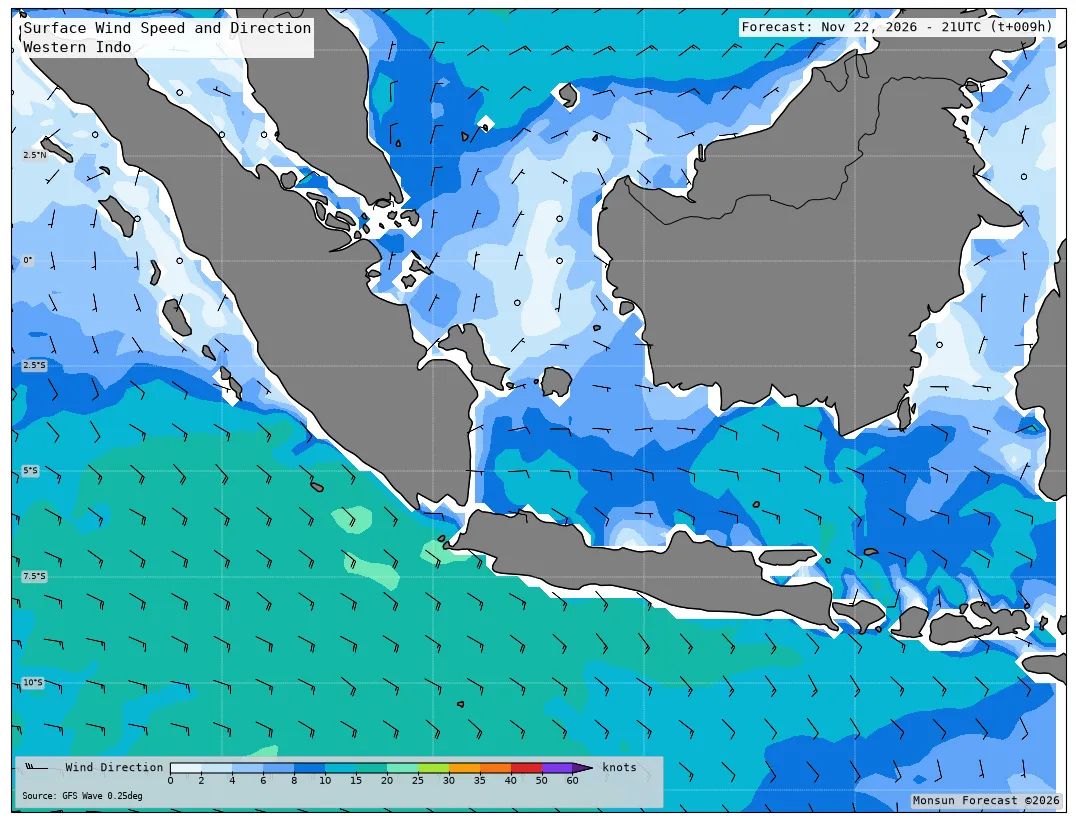 Surface Wind Speed and Direction
Western Indo
Forecast: Nov 22, 2026 - 21UTC (t+009h)
2.5°N
0°
2.5°S
5°S
7.5°S
10°S
Wind Direction
0 2 4 6 8 10 15 20 25 30 35 40 50 60
knots
Source: GFS Wave 0.25deg
Monsun Forecast ©2026